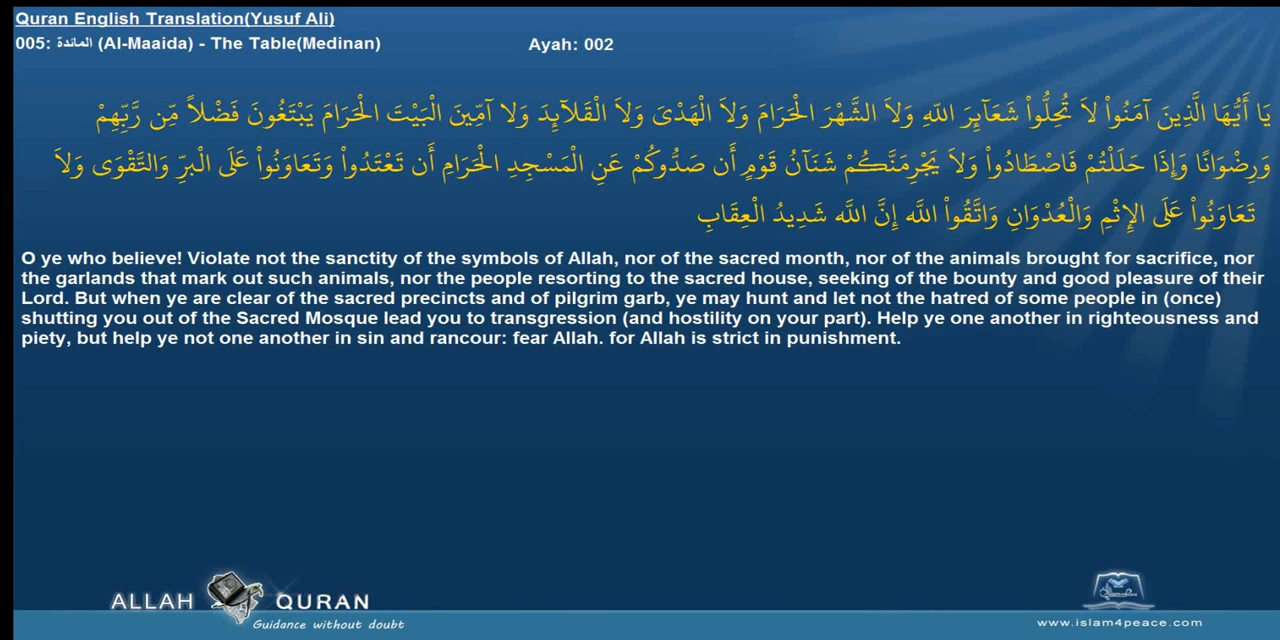 Quran English Translation(Yusuf Ali)
005: المائدة (Al-Maaida) - The Table(Medinan) Ayah: 002
يَا أَيُّهَا الَّذِينَ آمَنُواْ لاَ تُحِلُّواْ شَعَآئِرَ اللّهِ وَلاَ الشَّهْرَ الْحَرَامَ وَلاَ الْهَدْىَ وَلاَ الْقَلآئِدَ وَلا آمِّينَ الْبَيْتَ الْحَرَامَ يَبْتَغُونَ فَضْلاً مِّن رَّبِّهِمْ
وَرِضْوَانًا وَإِذَا حَلَلْتُمْ فَاصْطَادُواْ وَلاَ يَجْرِمَنَّكُمْ شَنَآنُ قَوْمٍ أَن صَدُّوكُمْ عَنِ الْمَسْجِدِ الْحَرَامِ أَن تَعْتَدُواْ وَتَعَاوَنُواْ عَلَى الْبرِّ وَالتَّقْوَى وَلاَ
تَعَاوَنُواْ عَلَى الإِثْمِ وَالْعُدْوَانِ وَاتَّقُواْ اللَّه إِنَّ اللَّه شَدِيدُ الْعِقَابِ
O ye who believe! Violate not the sanctity of the symbols of Allah, nor of the sacred month, nor of the animals brought for sacrifice, nor
the garlands that mark out such animals, nor the people resorting to the sacred house, seeking of the bounty and good pleasure of their
Lord. But when ye are clear of the sacred precincts and of pilgrim garb, ye may hunt and let not the hatred of some people in (once)
shutting you out of the Sacred Mosque lead you to transgression (and hostility on your part). Help ye one another in righteousness and
piety, but help ye not one another in sin and rancour: fear Allah. for Allah is strict in punishment.
ALLAH QURAN
Guidance without doubt
www.islam4peace.com